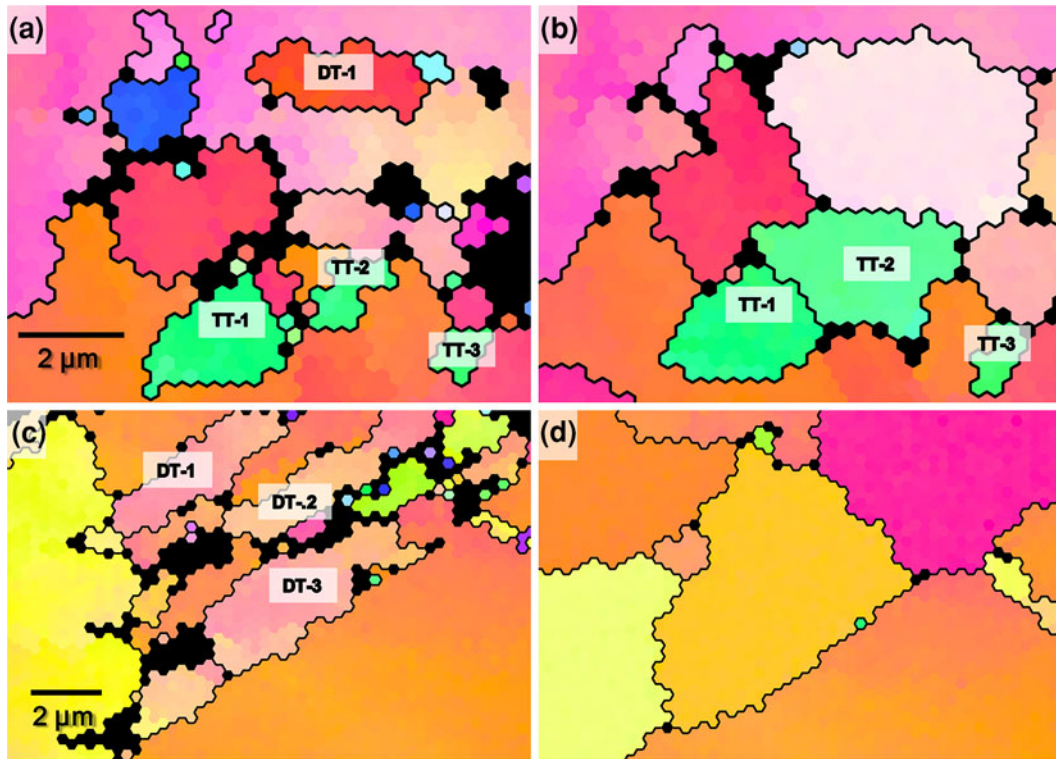 (a)
DT-1
TT-2
TT-1
TT-3
2 μm
(b)
TT-2
TT-1
TT-3
(c)
DT-1
DT-.2
DT-3
2 μm
(d)